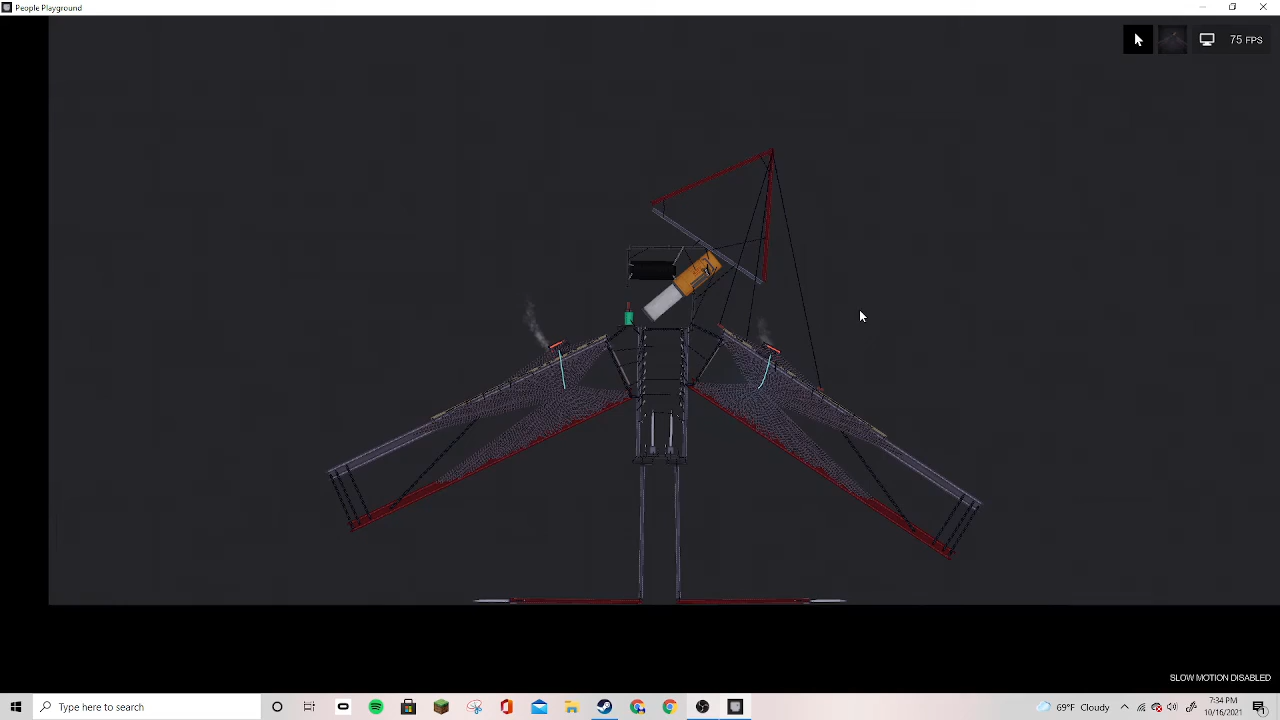 People Playground
75 FPS
SLOW MOTION DISABLED
Type here to search
69°F Cloudy
7:34 PM
10/16/2021